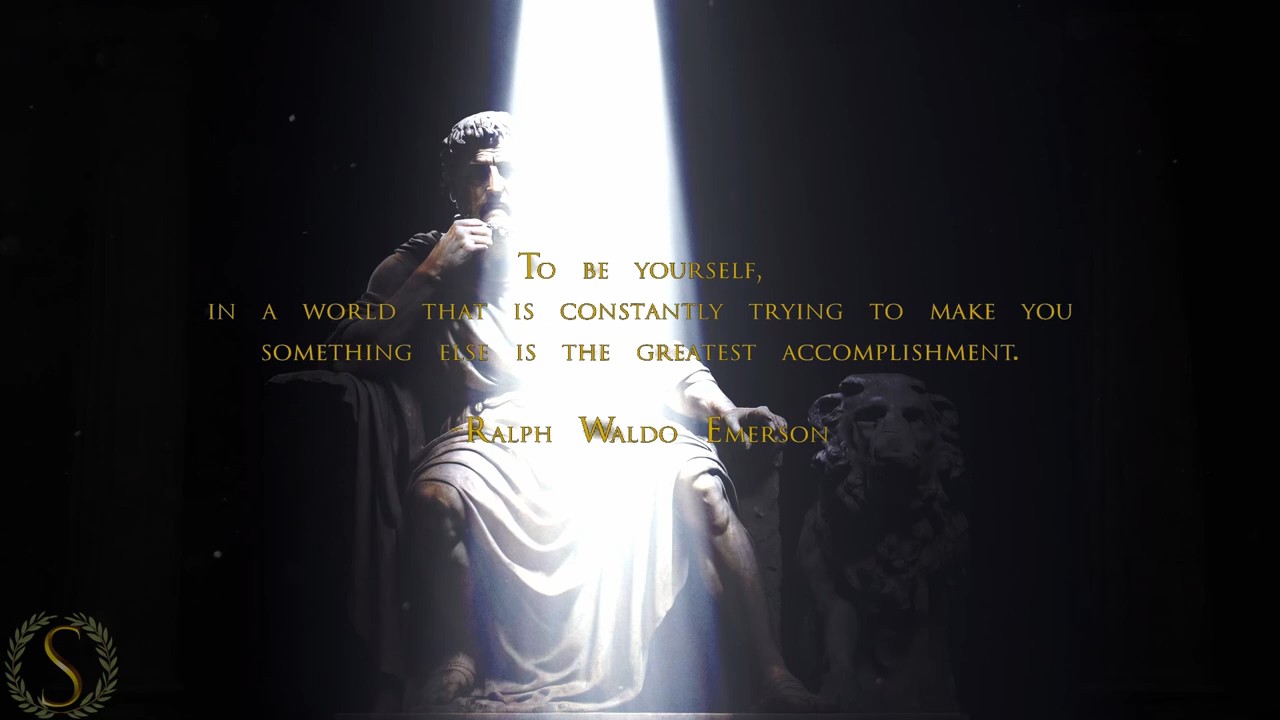 To be yourself,
in a world that is constantly trying to make you
something else is the greatest accomplishment.
Ralph Waldo Emerson
S